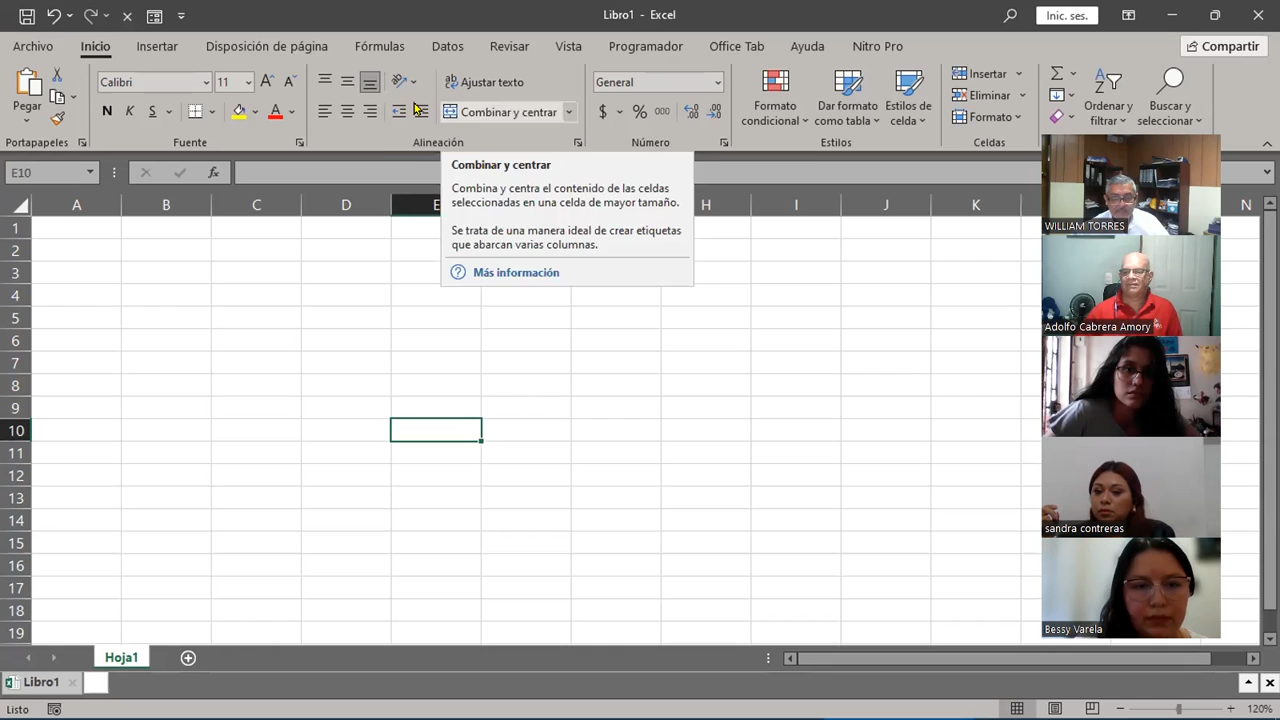 Libro1 - Excel
Inic. ses.
Archivo
Inicio
Insertar
Disposición de página
Fórmulas
Datos
Revisar
Vista
Programador
Office Tab
Ayuda
Nitro Pro
Compartir
Pegar
Portapapeles
Calibri
11
N
K
S
A
Fuente
Ajustar texto
Combinar y centrar
Alineación
General
$
%
000
Número
Formato
condicional
Dar formato
como tabla
Estilos de
celda
Estilos
Insertar
Eliminar
Formato
Celdas
Ordenar y
filtrar
Buscar y
seleccionar
E10
fx
Combinar y centrar
Combina y centra el contenido de las celdas
seleccionadas en una celda de mayor tamaño.
Se trata de una manera ideal de crear etiquetas
que abarcan varias columnas.
Más información
A B C D H I J K N
1
2
3
4
5
6
7
8
9
10
11
12
13
14
15
16
17
18
19
WILLIAM TORRES
Adolfo Cabrera Amory
sandra contreras
Bessy Varela
Hoja1
Libro1
Listo
120%